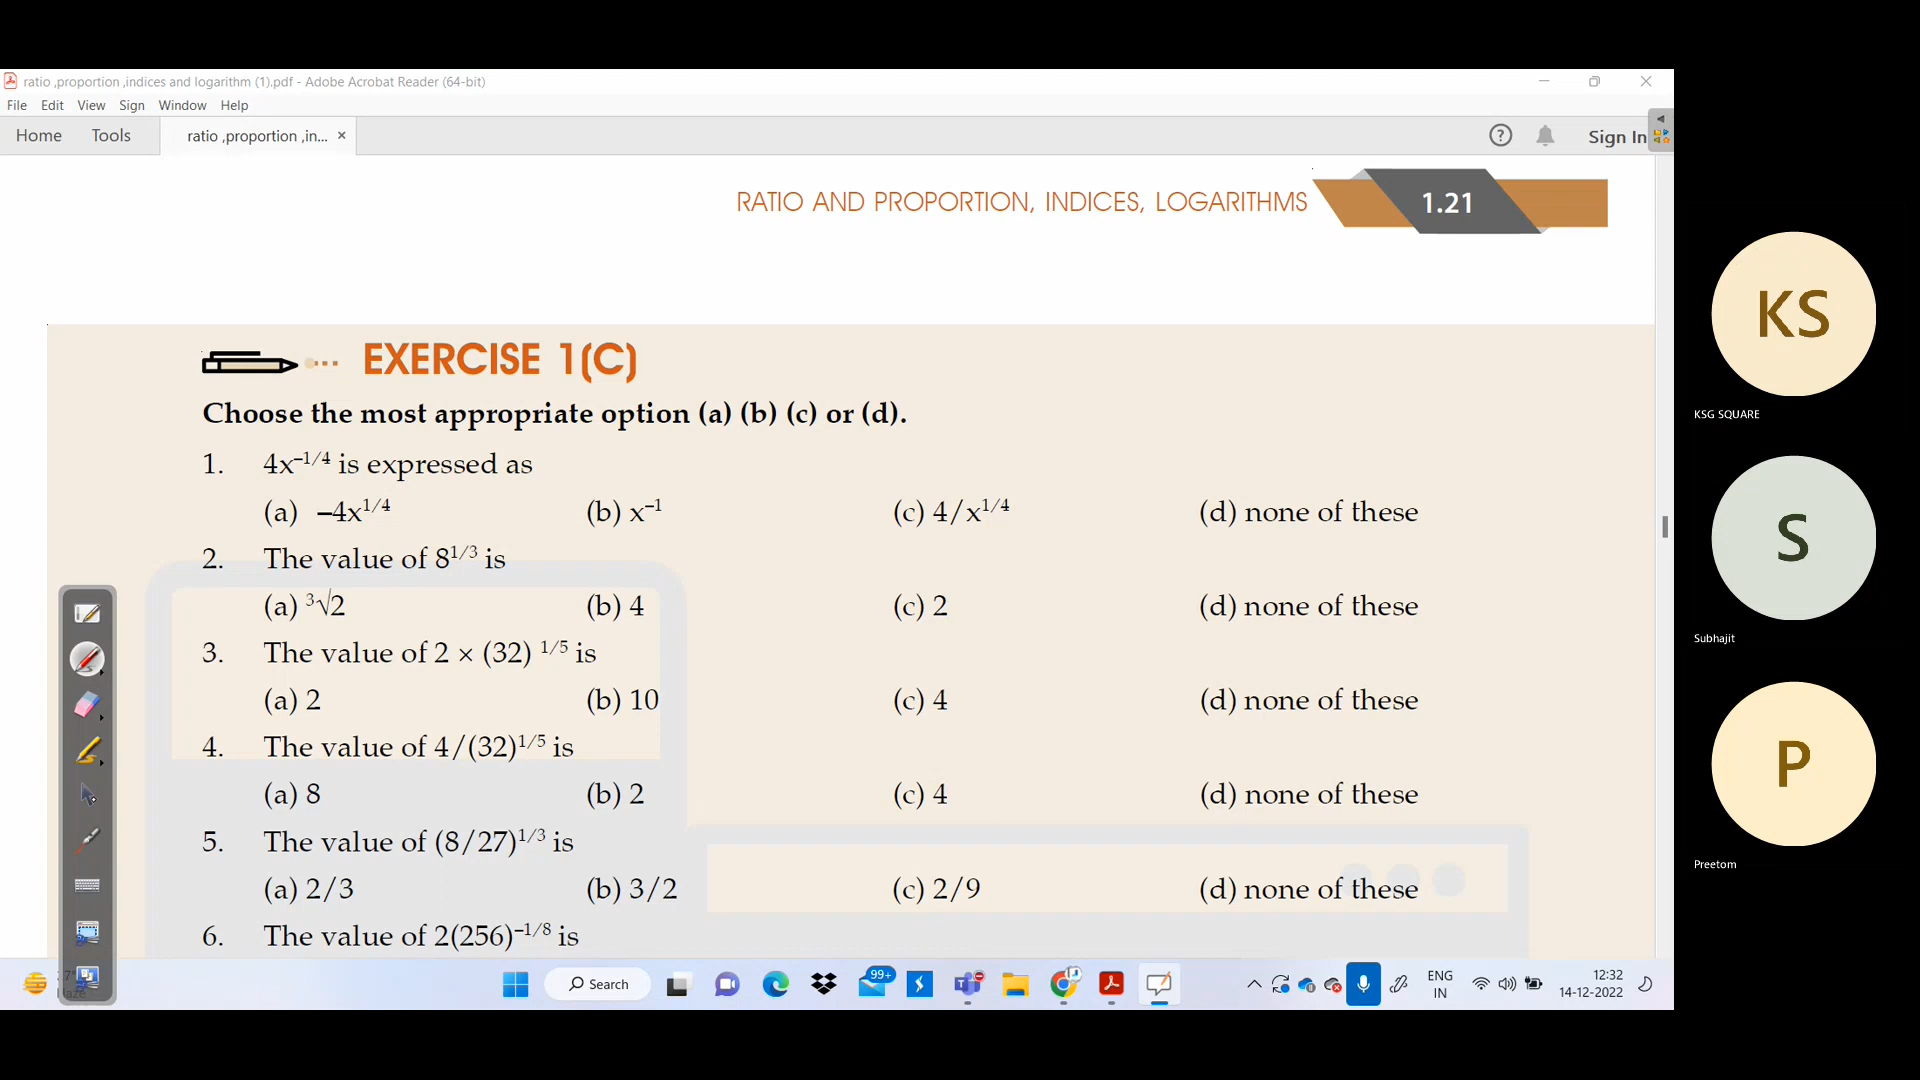 ratio ,proportion ,indices and logarithm (1).pdf - Adobe Acrobat Reader (64-bit)
File Edit View Sign Window Help
Home Tools ratio ,proportion ,in... × Sign In
RATIO AND PROPORTION, INDICES, LOGARITHMS 1.21
EXERCISE 1(C)
Choose the most appropriate option (a) (b) (c) or (d).
1. 4x⁻¹/⁴ is expressed as
(a) –4x¹/⁴ (b) x⁻¹ (c) 4/x¹/⁴ (d) none of these
2. The value of 8¹/³ is
(a) ³√2 (b) 4 (c) 2 (d) none of these
3. The value of 2 × (32) ¹/⁵ is
(a) 2 (b) 10 (c) 4 (d) none of these
4. The value of 4/(32)¹/⁵ is
(a) 8 (b) 2 (c) 4 (d) none of these
5. The value of (8/27)¹/³ is
(a) 2/3 (b) 3/2 (c) 2/9 (d) none of these
6. The value of 2(256)⁻¹/⁸ is
KS
KSG SQUARE
S
Subhajit
P
Preetom
Search
99+
ENG
IN
12:32
14-12-2022